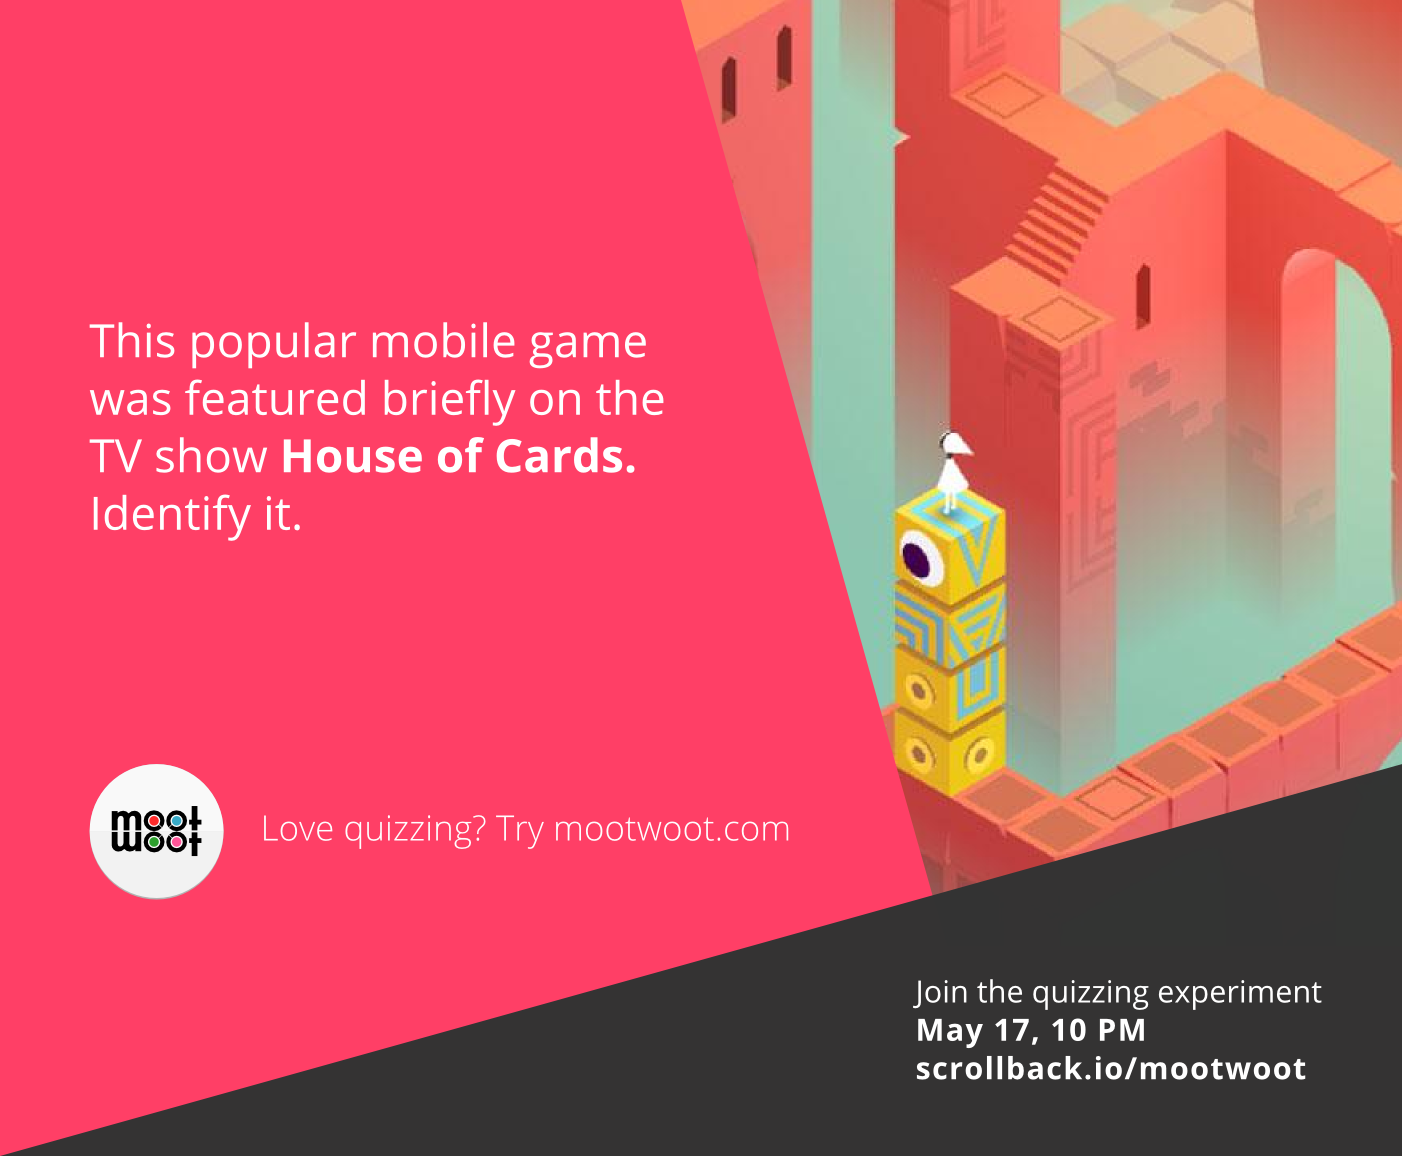 This popular mobile game
was featured briefly on the
TV show House of Cards.
Identify it.
moot
woot
Love quizzing? Try mootwoot.com
Join the quizzing experiment
May 17, 10 PM
scrollback.io/mootwoot